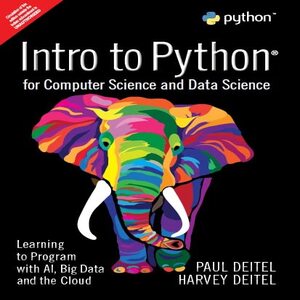 python™
Intro to Python®
for Computer Science and Data Science
Learning
to Program
with AI, Big Data
and the Cloud
PAUL DEITEL
HARVEY DEITEL